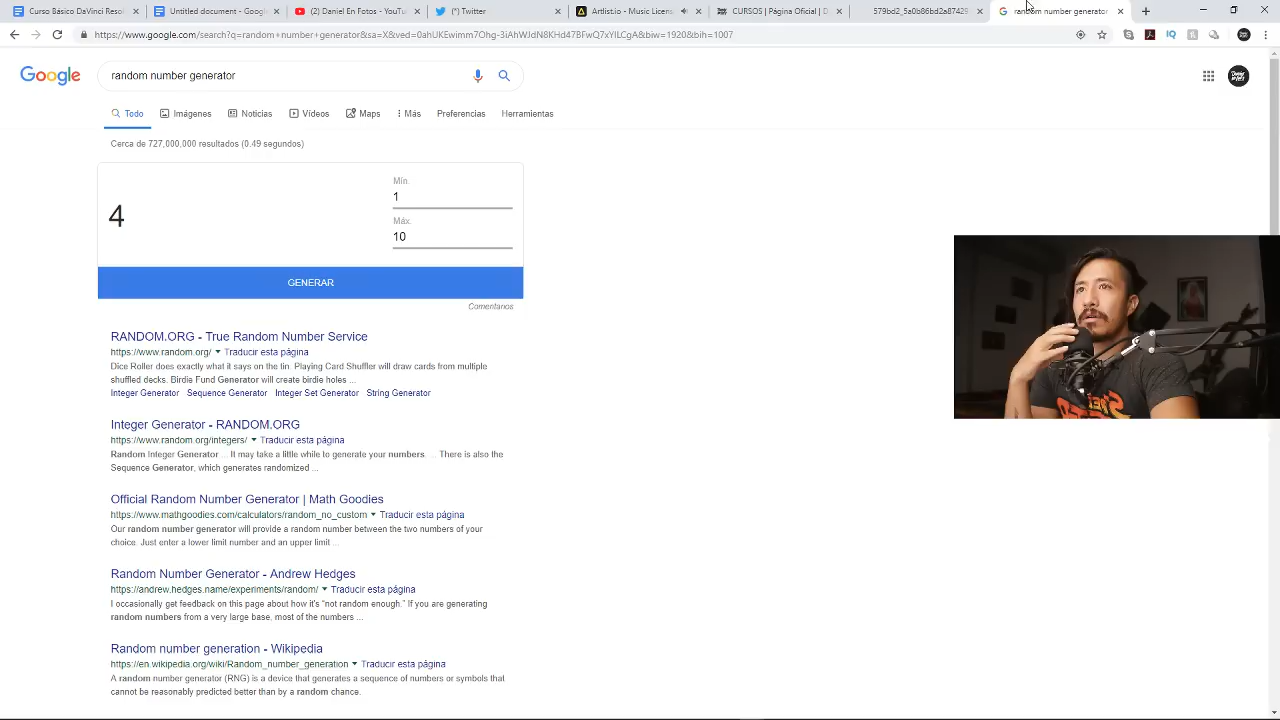 Curso Básico DaVinci Resol
Untitled document - Google
(2) Daniel En Fotos - YouTu
(2) Twitter
Artlist.io - Music Licens
CURSOS | Página Oficial | D
579bd2_5a0b86bd2a87429
random number generator
https://www.google.com/search?q=random+number+generator&sa=X&ved=0ahUKEwimm7Ohg-3iAhWJdN8KHd47BFwQ7xYILCgA&biw=1920&bih=1007
Google
random number generator
Todo
Imágenes
Noticias
Vídeos
Maps
Más
Preferencias
Herramientas
Cerca de 727,000,000 resultados (0.49 segundos)
4
Mín.
1
Máx.
10
GENERAR
Comentarios
RANDOM.ORG - True Random Number Service
https://www.random.org/ Traducir esta página
Dice Roller does exactly what it says on the tin. Playing Card Shuffler will draw cards from multiple
shuffled decks. Birdie Fund Generator will create birdie holes ...
Integer Generator Sequence Generator Integer Set Generator String Generator
Integer Generator - RANDOM.ORG
https://www.random.org/integers/ Traducir esta página
Random Integer Generator ... It may take a little while to generate your numbers. ... There is also the
Sequence Generator, which generates randomized ...
Official Random Number Generator | Math Goodies
https://www.mathgoodies.com/calculators/random_no_custom Traducir esta página
Our random number generator will provide a random number between the two numbers of your
choice. Just enter a lower limit number and an upper limit ...
Random Number Generator - Andrew Hedges
https://andrew.hedges.name/experiments/random/ Traducir esta página
I occasionally get feedback on this page about how it's "not random enough." If you are generating
random numbers from a very large base, most of the numbers ...
Random number generation - Wikipedia
https://en.wikipedia.org/wiki/Random_number_generation Traducir esta página
A random number generator (RNG) is a device that generates a sequence of numbers or symbols that
cannot be reasonably predicted better than by a random chance.